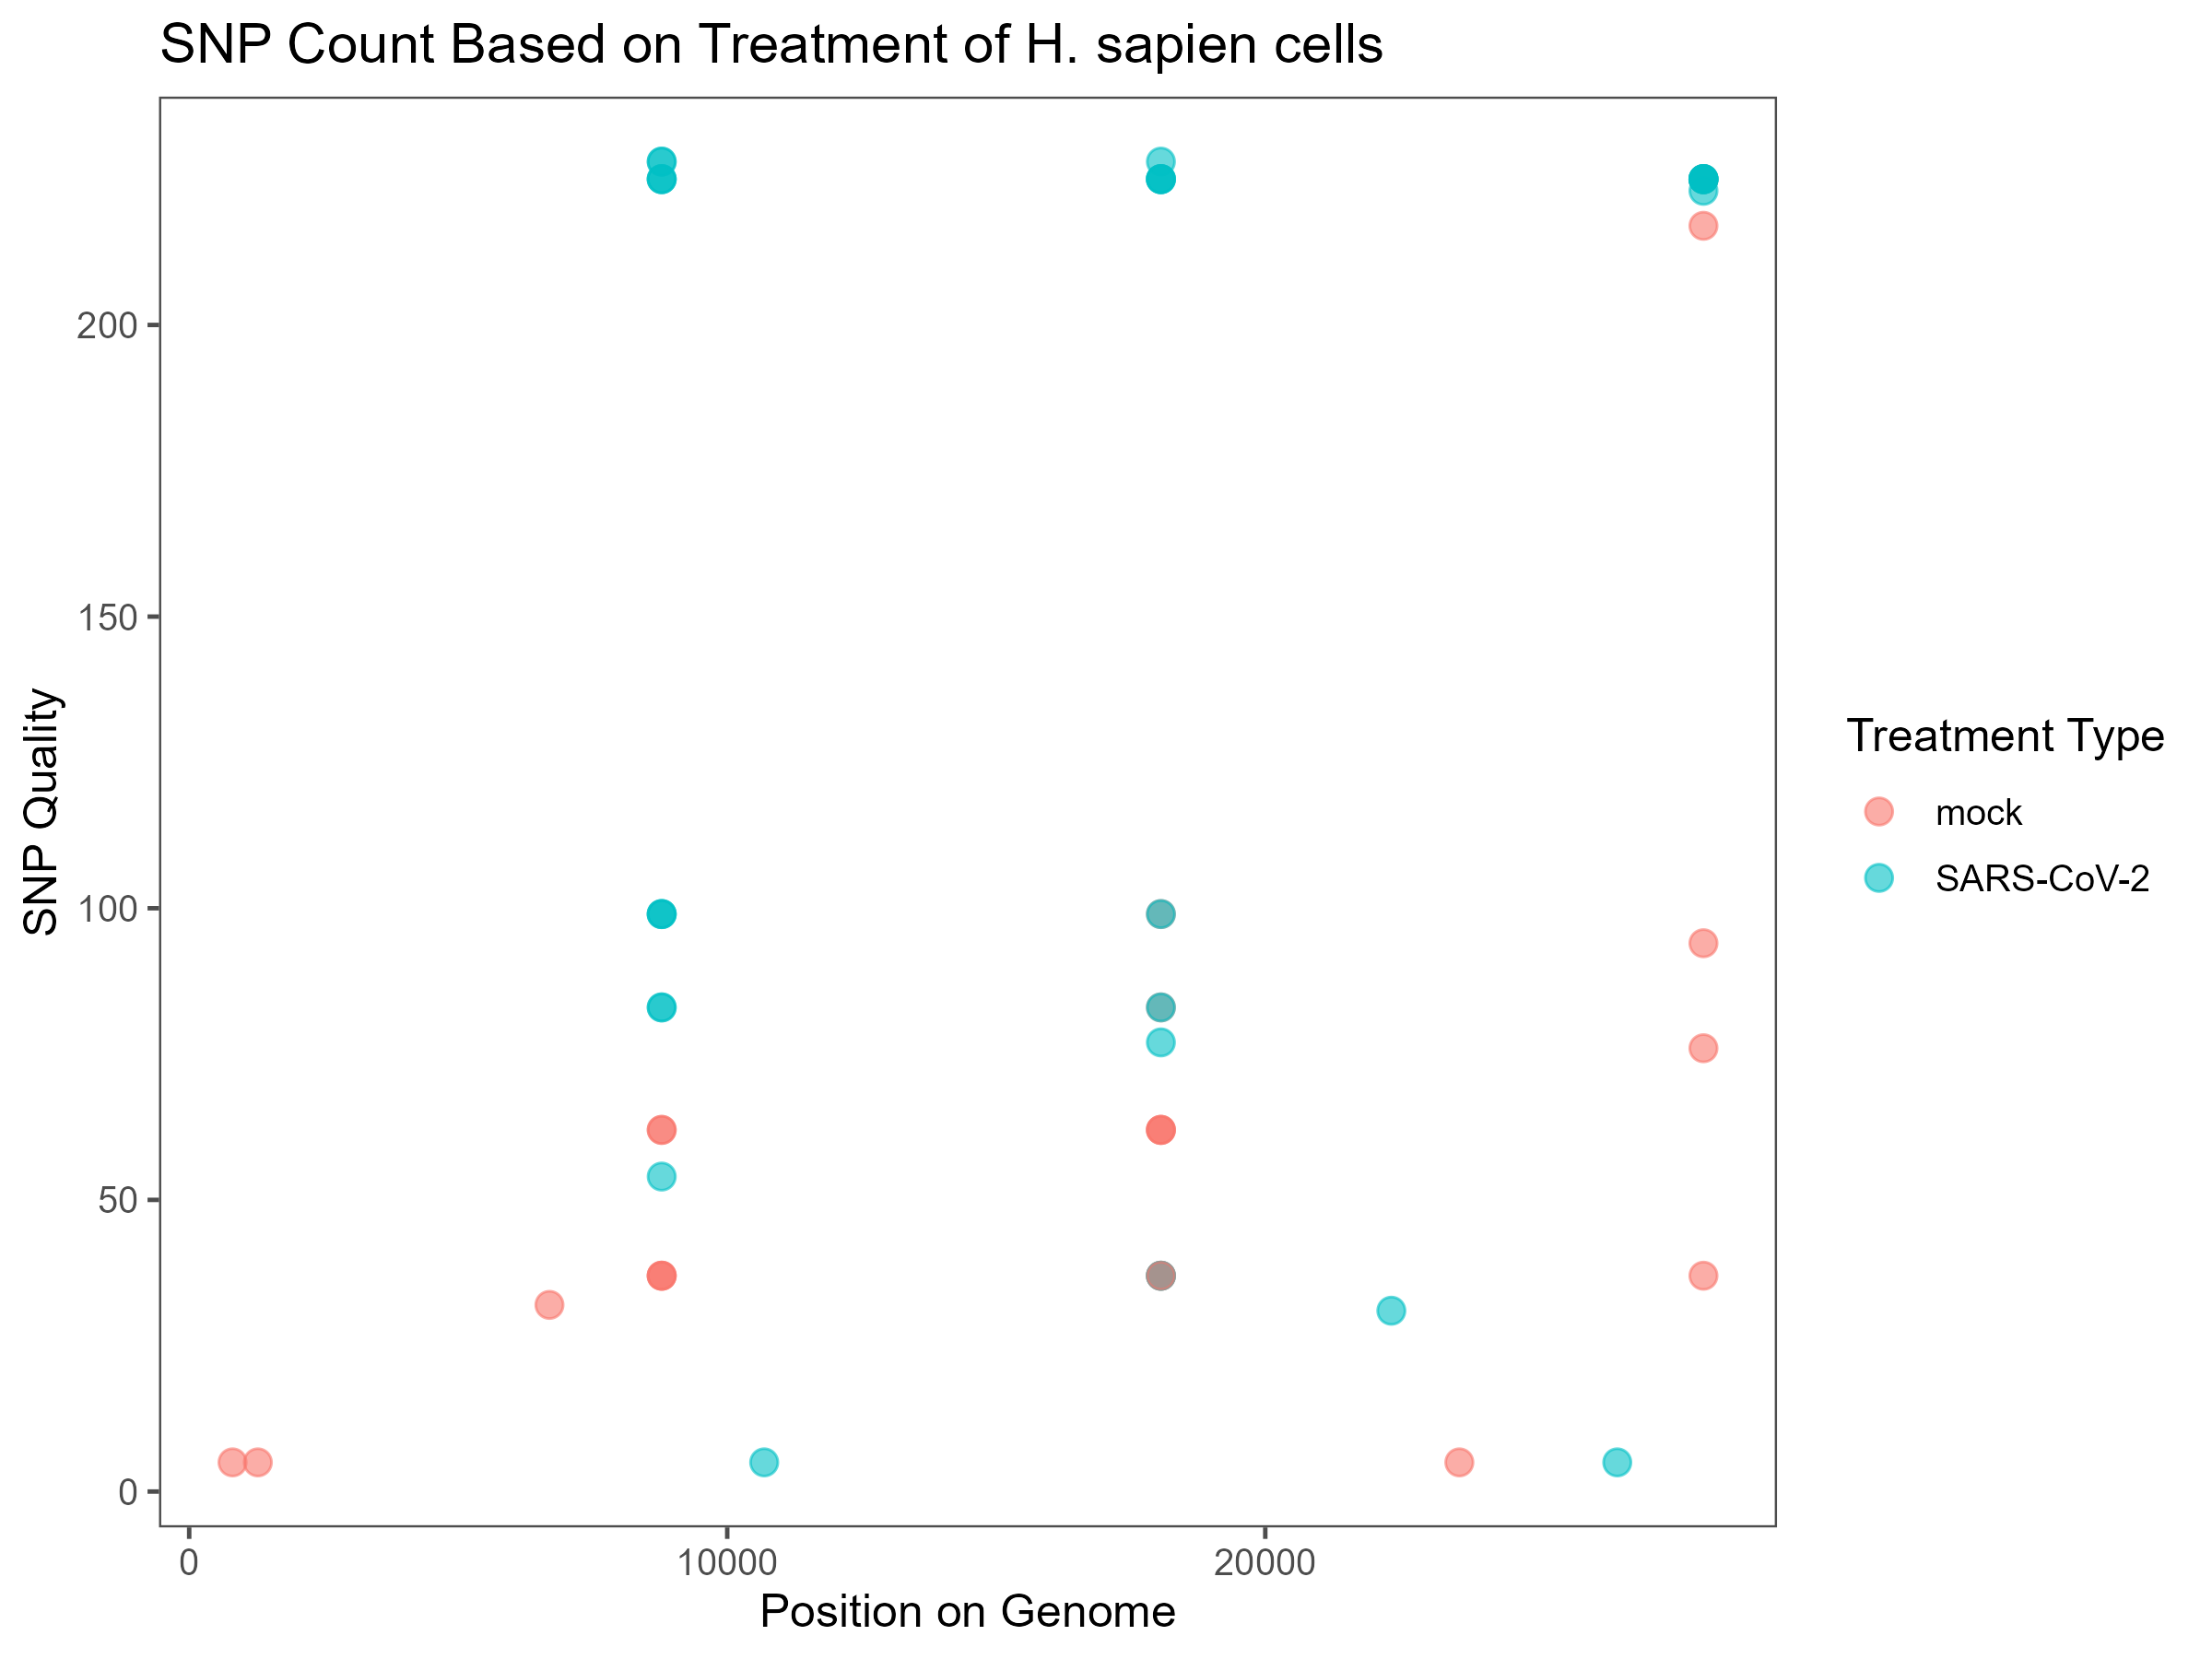 SNP Count Based on Treatment of H. sapien cells
SNP Quality
200
150
100
50
0
0 10000 20000
Position on Genome
Treatment Type
mock
SARS-CoV-2